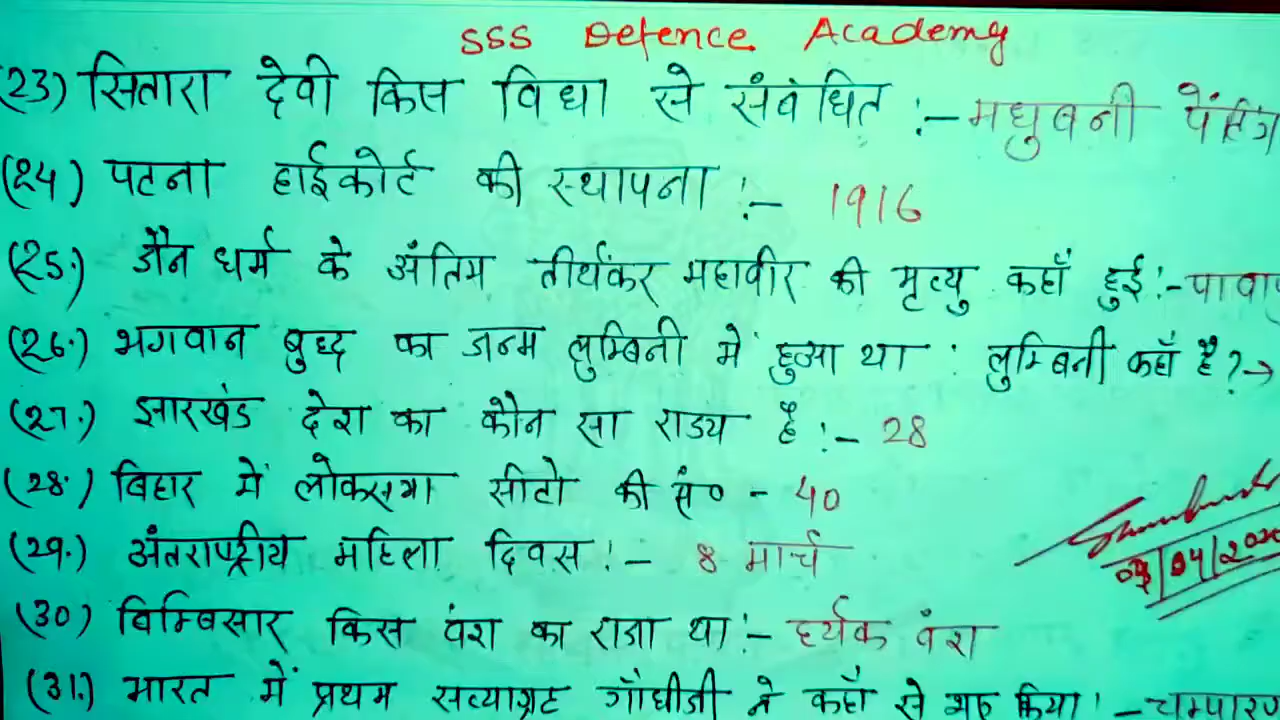 SSS Defence Academy
(23) सितारा देवी किस विधा से संबंधित :- मधुबनी पेंटिंग
(24) पटना हाईकोर्ट की स्थापना :- 1916
(25.) जैन धर्म के अंतिम तीर्थंकर महावीर की मृत्यु कहाँ हुई :-
(26.) भगवान बुद्ध का जन्म लुम्बिनी में हुआ था : लुम्बिनी कहाँ है ? →
(27.) झारखंड देश का कौन सा राज्य है :- 28
(28.) बिहार में लोकसभा सीटो की सं० - 40
(29.) अंतराष्ट्रीय महिला दिवस :- 8 मार्च
(30) बिम्बिसार किस वंश का राजा था :- हर्यक वंश
(31.) भारत में प्रथम सत्याग्रह गाँधीजी ने कहाँ से शुरू किया :- चम्पारण